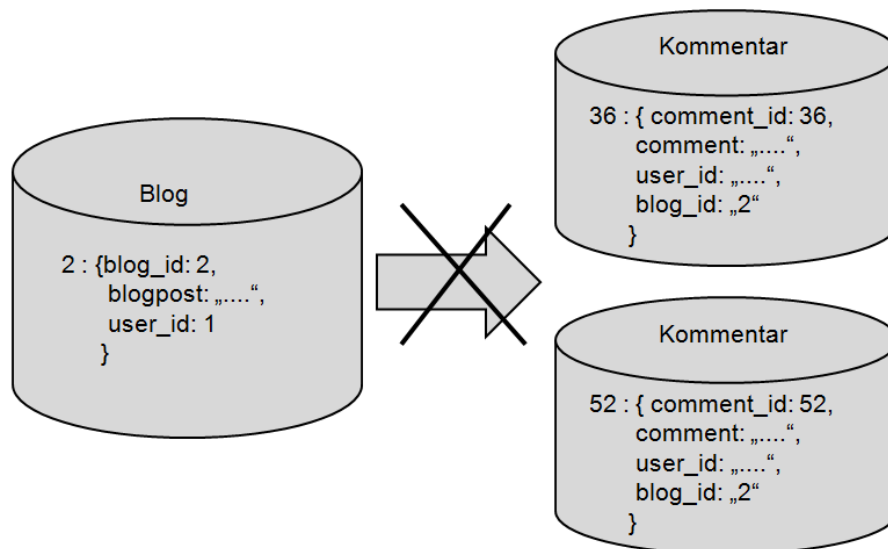 Blog
2 : {blog_id: 2,
blogpost: „....“,
user_id: 1
}
Kommentar
36 : { comment_id: 36,
comment: „....“,
user_id: „....“,
blog_id: „2“
}
Kommentar
52 : { comment_id: 52,
comment: „....“,
user_id: „....“,
blog_id: „2“
}